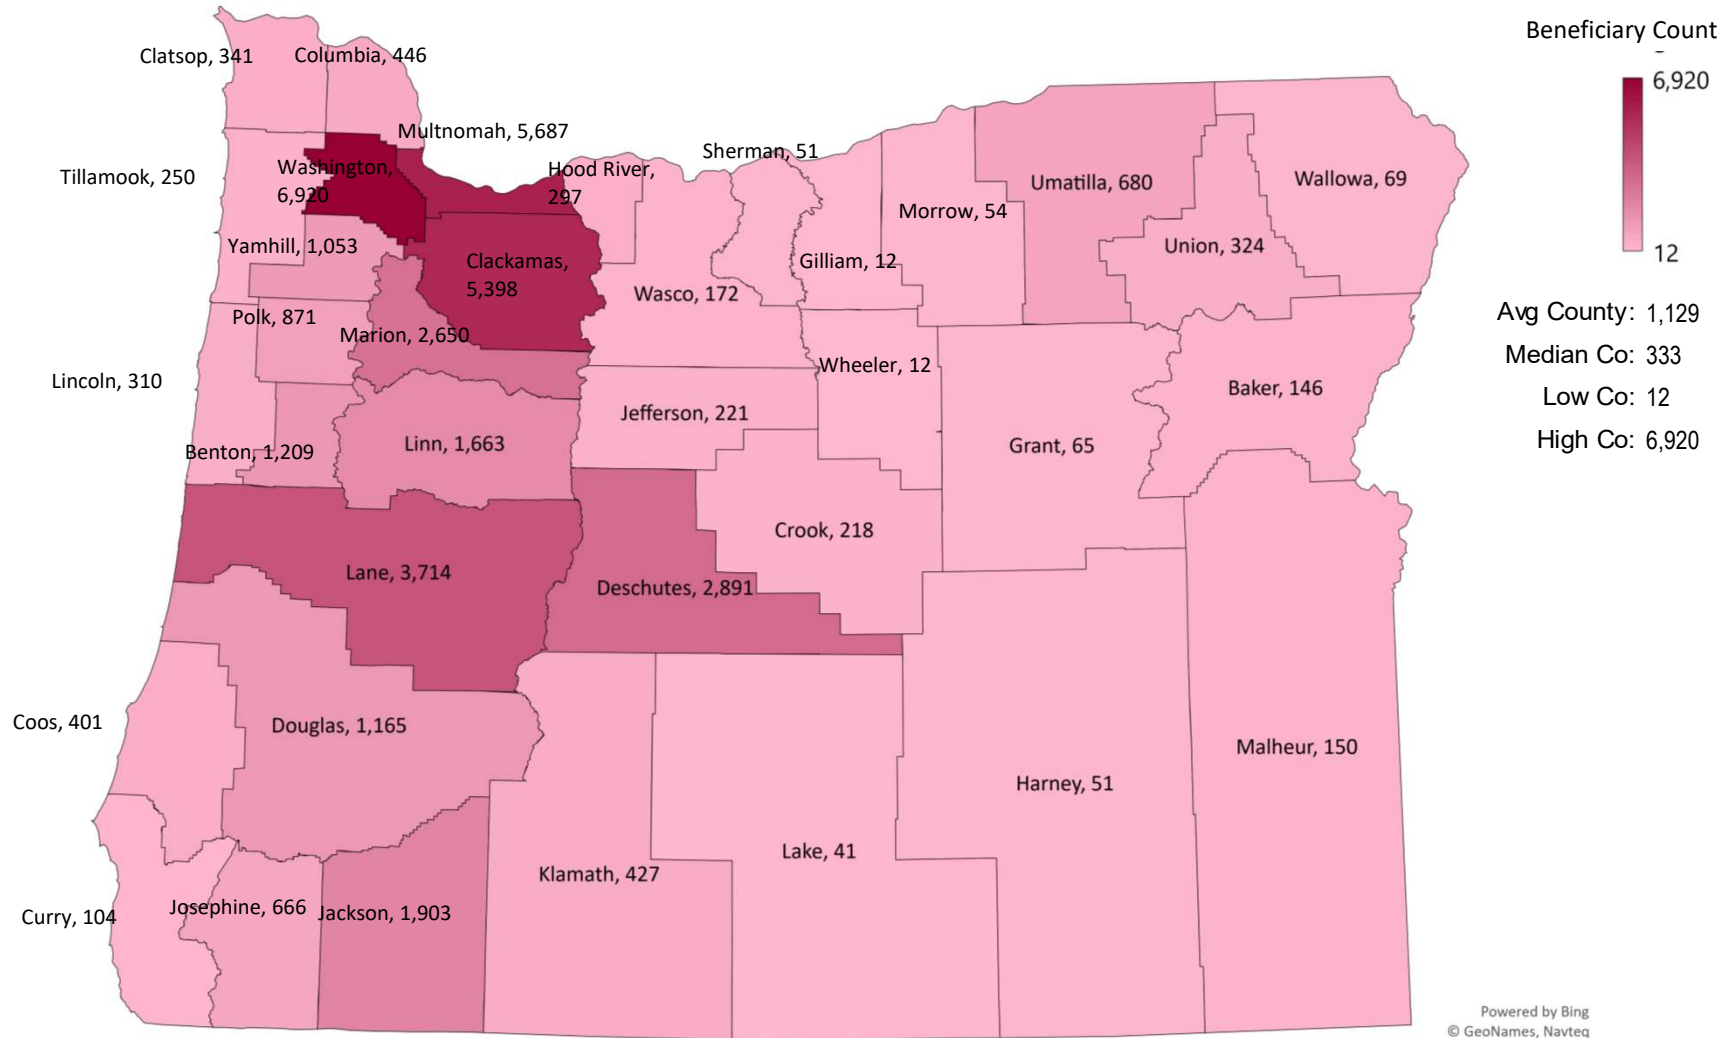 Beneficiary Count
6,920
12
Avg County: 1,129
Median Co: 333
Low Co: 12
High Co: 6,920
Clatsop, 341
Columbia, 446
Multnomah, 5,687
Sherman, 51
Hood River,
297
Washington,
6,920
Tillamook, 250
Umatilla, 680
Wallowa, 69
Morrow, 54
Union, 324
Yamhill, 1,053
Clackamas,
5,398
Gilliam, 12
Wasco, 172
Polk, 871
Marion, 2,650
Wheeler, 12
Lincoln, 310
Baker, 146
Jefferson, 221
Linn, 1,663
Grant, 65
Benton, 1,209
Crook, 218
Lane, 3,714
Deschutes, 2,891
Coos, 401
Douglas, 1,165
Malheur, 150
Harney, 51
Lake, 41
Klamath, 427
Josephine, 666
Jackson, 1,903
Curry, 104
Powered by Bing
© GeoNames, Navteq